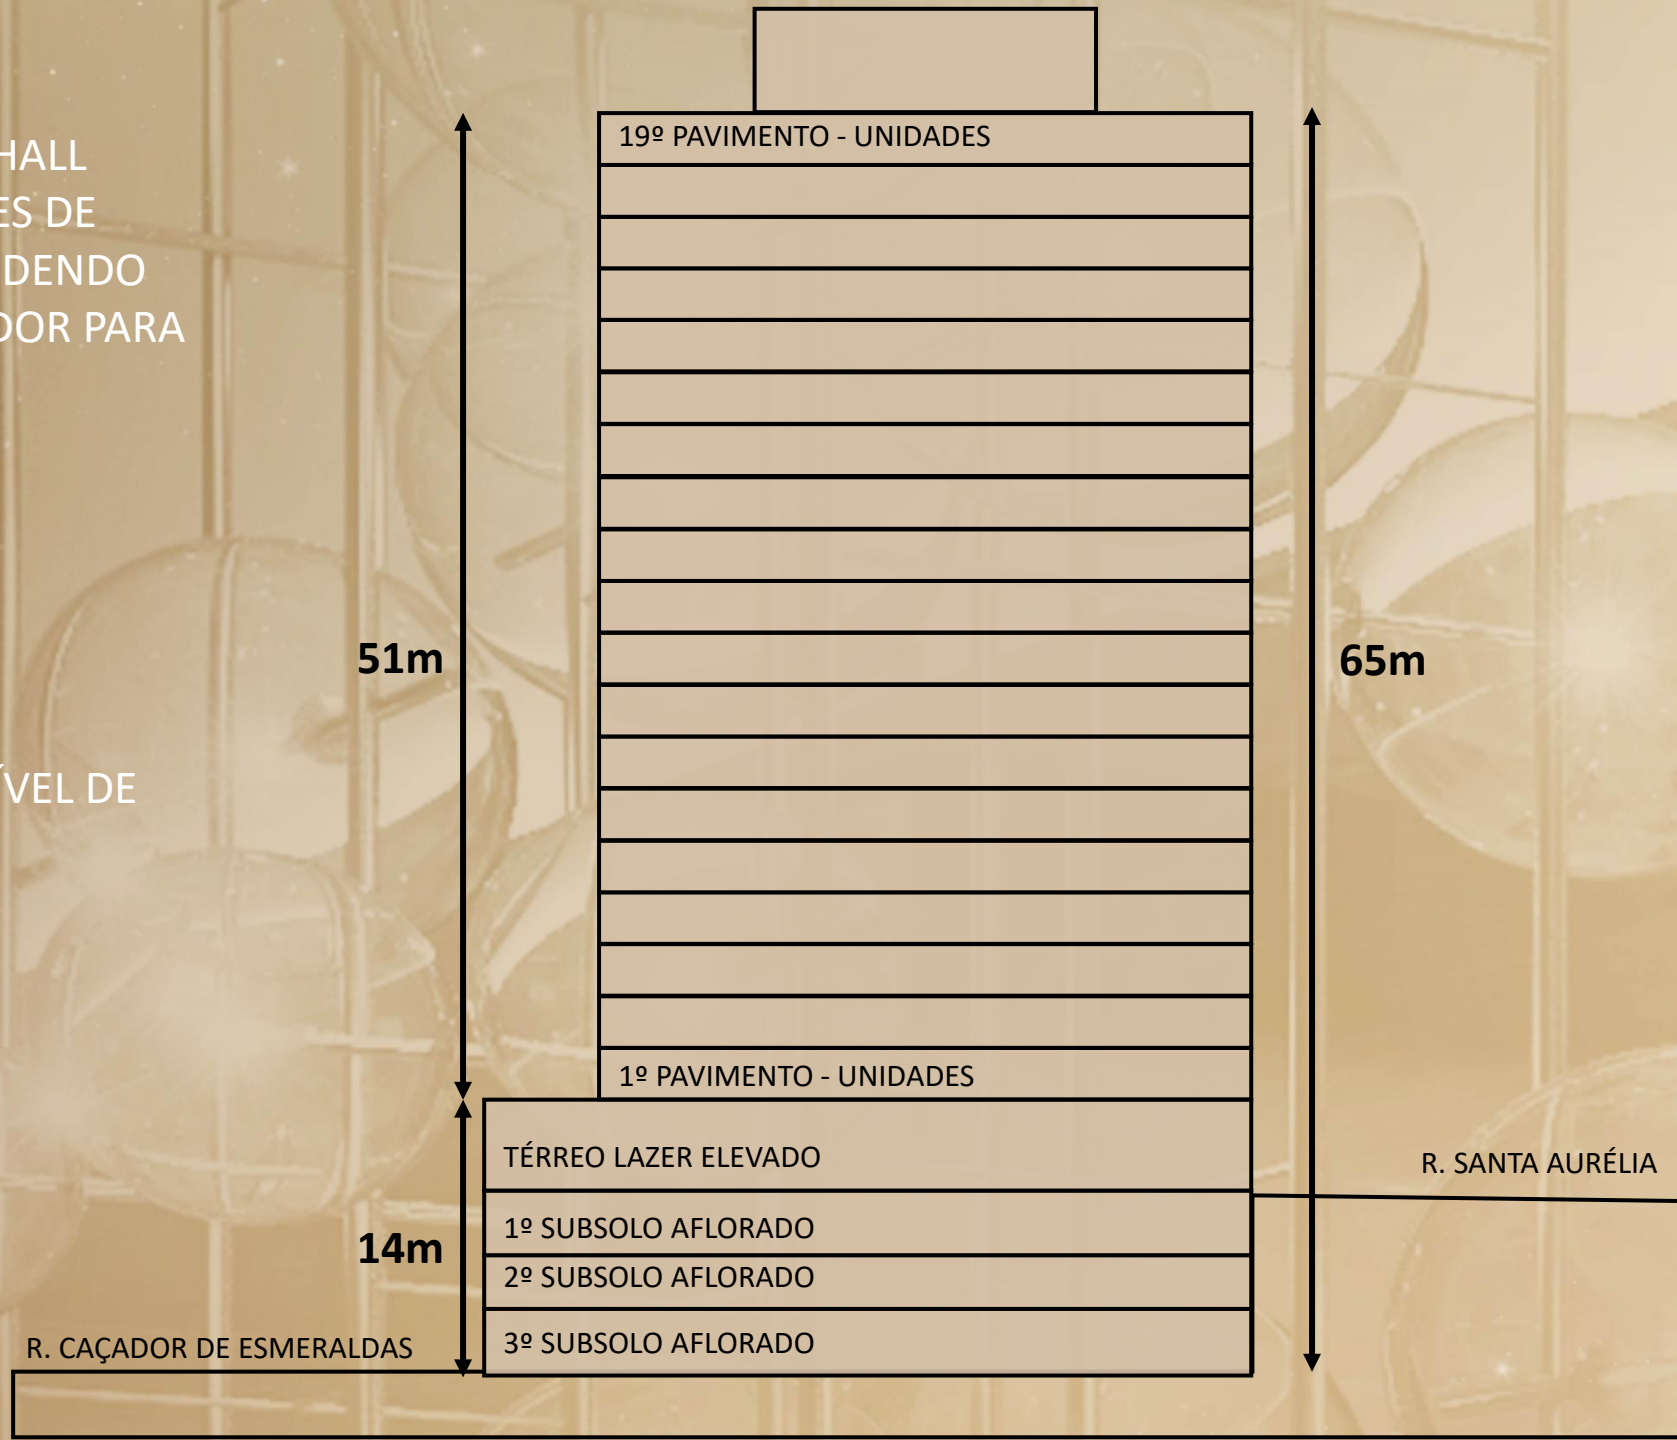 HALL
ES DE
DENDO
DOR PARA
ÍVEL DE
19º PAVIMENTO - UNIDADES
51m
65m
1º PAVIMENTO - UNIDADES
TÉRREO LAZER ELEVADO
R. SANTA AURÉLIA
1º SUBSOLO AFLORADO
14m
2º SUBSOLO AFLORADO
3º SUBSOLO AFLORADO
R. CAÇADOR DE ESMERALDAS